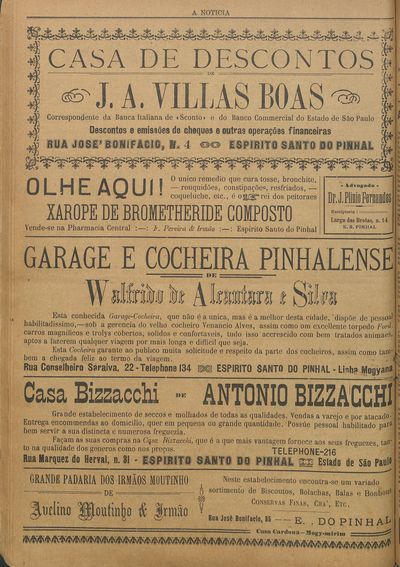 A NOTICIA
CASA DE DESCONTOS
DE
J. A. VILLAS BOAS
Correspondente da Banca Italiana de «Sconto» e do Banco Commercial do Estado de São Paulo
Descontos e emissões de cheques e outras operações financeiras
RUA JOSE' BONIFACIO, N. 4 ESPIRITO SANTO DO PINHAL
OLHE AQUI!
O unico remedio que cura tosse, bronchite,
— rouquidões, constipações, resfriados, —
coqueluche, etc., é o rei dos peitoraes
XAROPE DE BROMETHERIDE COMPOSTO
Vende-se na Pharmacia Central :—: F. Pereira & Irmão :—: Espirito Santo do Pinhal
- Advogado -
Dr. J. Plinio Fernandes
Escriptorio :
Largo das Brotas, n. 14
E. S. PINHAL
GARAGE E COCHEIRA PINHALENSE
DE
Walfrido de Alcantara e Silva
Esta conhecida Garage-Cocheira, que não é a unica, mas é a melhor desta cidade, dispõe de pessoal
habilitadissimo,—sob a gerencia do velho cocheiro Venancio Alves, assim como um excellente torpedo Ford,
carros magnificos e trolys cobertos, solidos e confortaveis, tudo isso accrescido com bem tratados animaes,
aptos a fazerem qualquer viagem por mais longa e difficil que seja.
Esta Cocheira garante ao publico muita solicitude e respeito da parte dos cocheiros, assim como tam-
bem a chegada feliz ao termo da viagem.
Rua Conselheiro Saraiva, 22 - Telephone 134 ESPIRITO SANTO DO PINHAL - Linha Mogyana
Casa Bizzacchi DE ANTONIO BIZZACCHI
Grande estabelecimento de seccos e molhados de todas as qualidades. Vendas a varejo e por atacado.
Entrega encommendas ao domicilio, quer em pequena ou grande quantidade. Possúe pessoal habilitado para
bem servir a sua distincta e numerosa freguezia.
Façam as suas compras na Casa Bizzacchi, que é a que mais vantagem fornece aos seus freguezes, tan-
to na qualidade dos generos como nos preços.
TELEPHONE-216
Rua Marquez do Herval, n. 31 - ESPIRITO SANTO DO PINHAL Estado de São Paulo
GRANDE PADARIA DOS IRMÃOS MOUTINHO
DE
Avelino Moutinho & Irmão
Neste estabelecimento encontra-se um variado
sortimento de Biscoutos, Bolachas, Balas e Bonbons
CONSERVAS FINAS, CHÁ, ETC.
Rua José Bonifacio, 85 — E.. DO PINHAL
Casa Cardona—Mogy-mirim